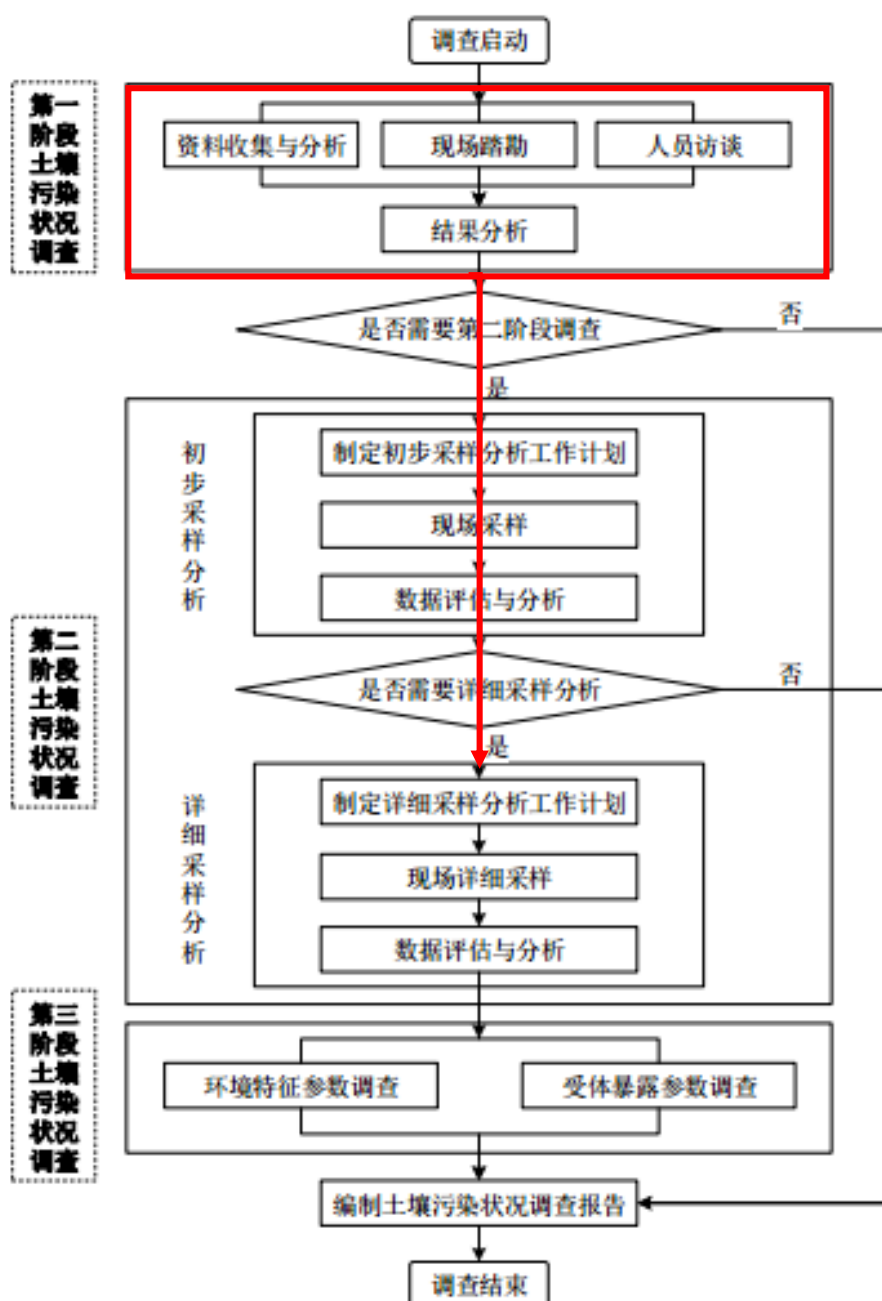 调查启动
第一
阶段
土壤
污染
状况
调查
资料收集与分析
现场踏勘
人员访谈
结果分析
是否需要第二阶段调查
否
是
初
步
采
样
分
析
制定初步采样分析工作计划
现场采样
数据评估与分析
第二
阶段
土壤
污染
状况
调查
是否需要详细采样分析
否
是
详
细
采
样
分
析
制定详细采样分析工作计划
现场详细采样
数据评估与分析
第三
阶段
土壤
污染
状况
调查
环境特征参数调查
受体暴露参数调查
编制土壤污染状况调查报告
调查结束